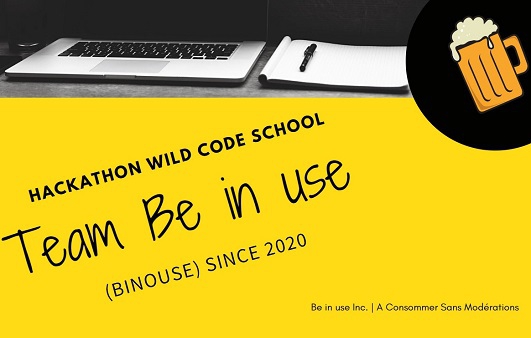 HACKATHON WILD CODE SCHOOL
Team Be in use
(BINOUSE) SINCE 2020
Be in use Inc. | A Consommer Sans Modérations